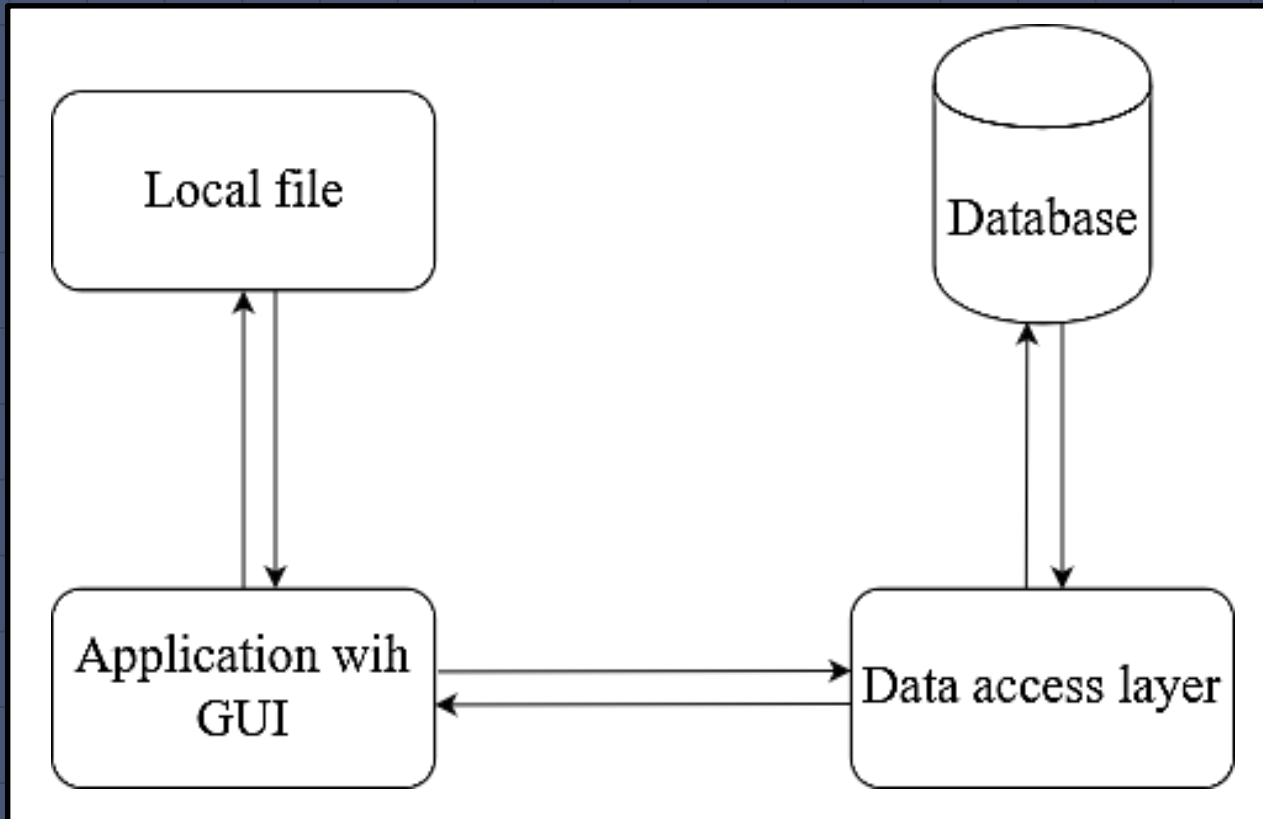 Local file
Database
Application wih
GUI
Data access layer